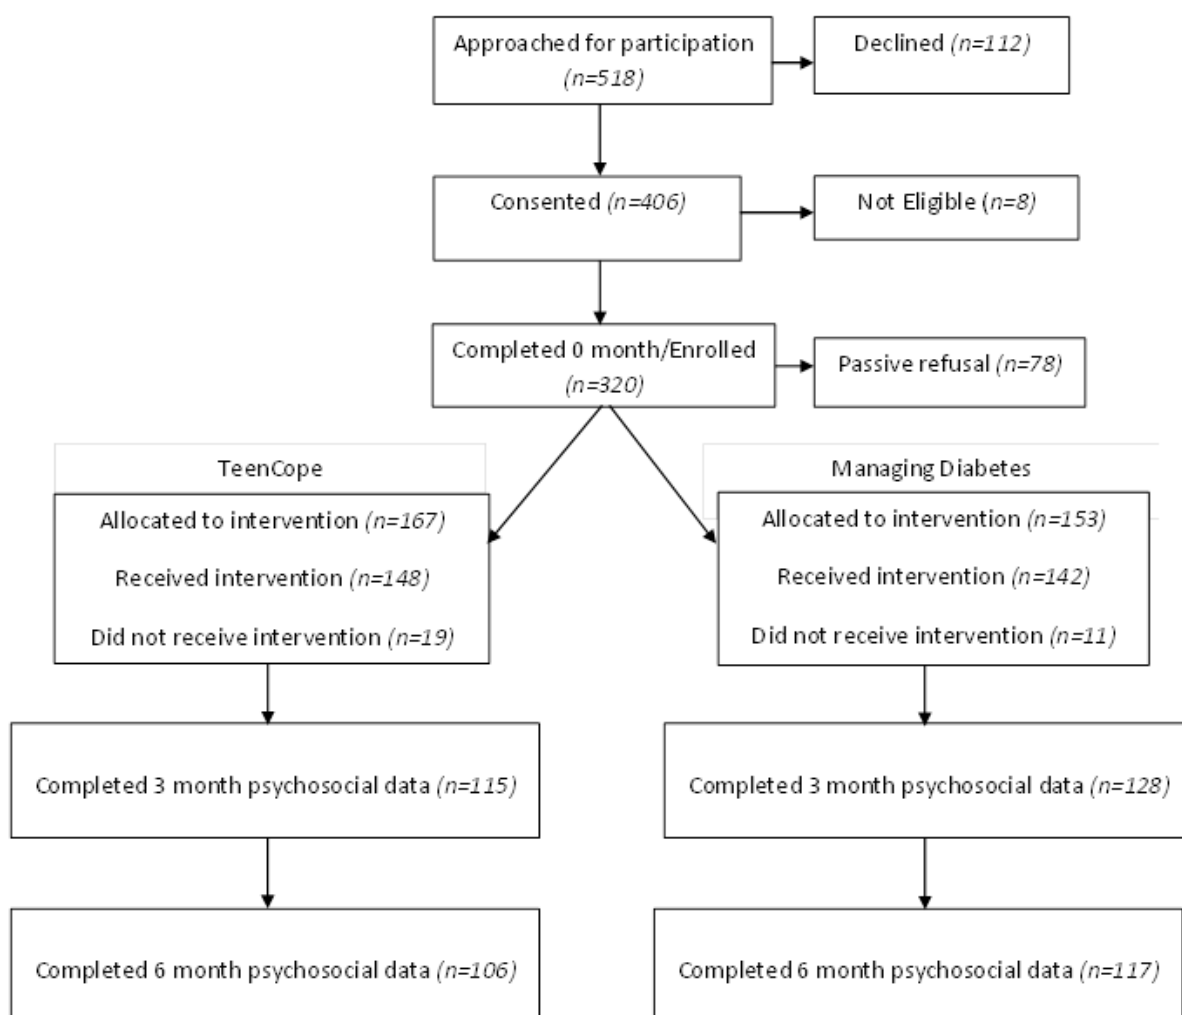 Approached for participation
(n=518)
Declined (n=112)
Consented (n=406)
Not Eligible (n=8)
Completed 0 month/Enrolled
(n=320)
Passive refusal (n=78)
TeenCope
Allocated to intervention (n=167)
Received intervention (n=148)
Did not receive intervention (n=19)
Managing Diabetes
Allocated to intervention (n=153)
Received intervention (n=142)
Did not receive intervention (n=11)
Completed 3 month psychosocial data (n=115)
Completed 3 month psychosocial data (n=128)
Completed 6 month psychosocial data (n=106)
Completed 6 month psychosocial data (n=117)